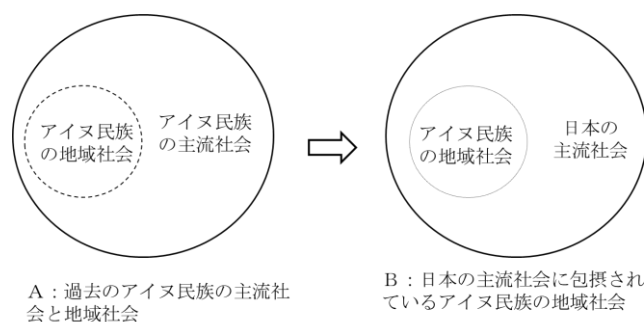 アイヌ民族
の地域社会
アイヌ民族
の主流社会
アイヌ民族
の地域社会
日本の
主流社会
A：過去のアイヌ民族の主流社
会と地域社会
B：日本の主流社会に包摂され
ているアイヌ民族の地域社会